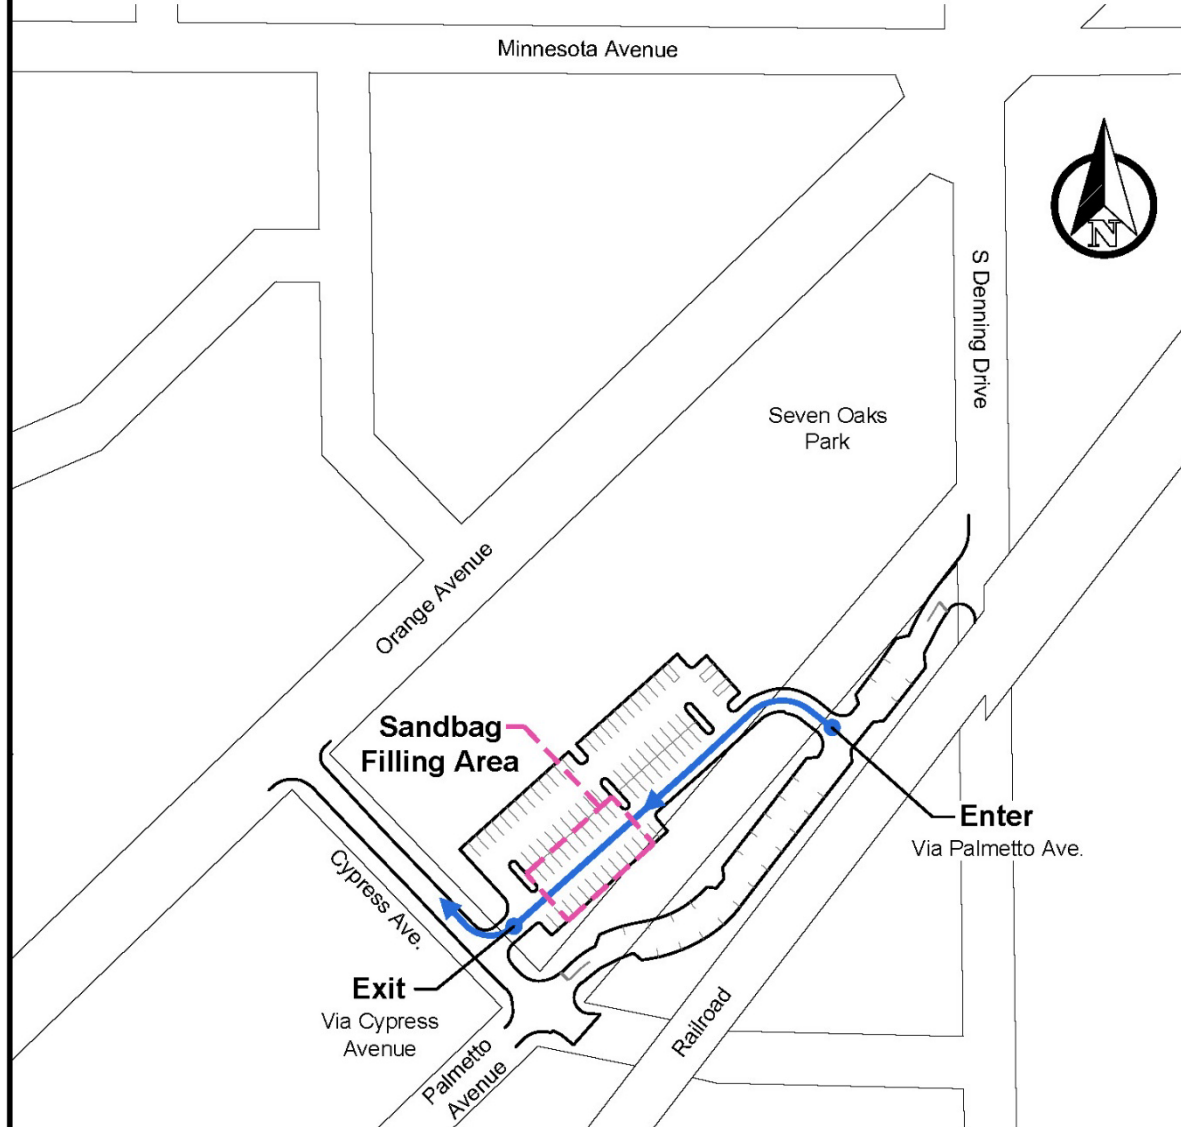 Minnesota Avenue
N
S Denning Drive
Seven Oaks
Park
Orange Avenue
Sandbag
Filling Area
Enter
Via Palmetto Ave.
Cypress Ave.
Exit
Via Cypress
Avenue
Railroad
Palmetto
Avenue